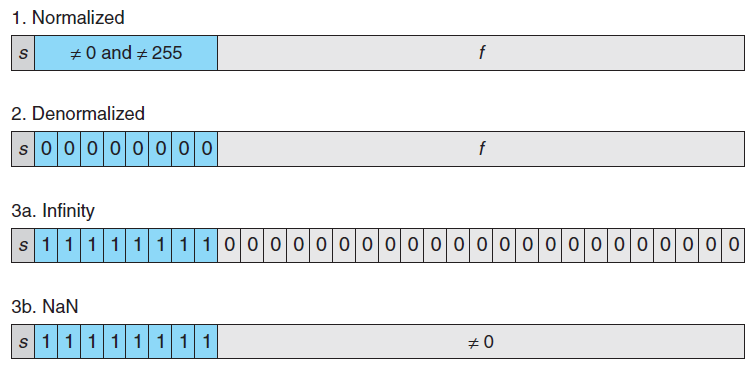 1. Normalized
s ≠ 0 and ≠ 255 f
2. Denormalized
s 0 0 0 0 0 0 0 0 f
3a. Infinity
s 1 1 1 1 1 1 1 1 0 0 0 0 0 0 0 0 0 0 0 0 0 0 0 0 0 0 0 0 0 0 0
3b. NaN
s 1 1 1 1 1 1 1 1 ≠ 0